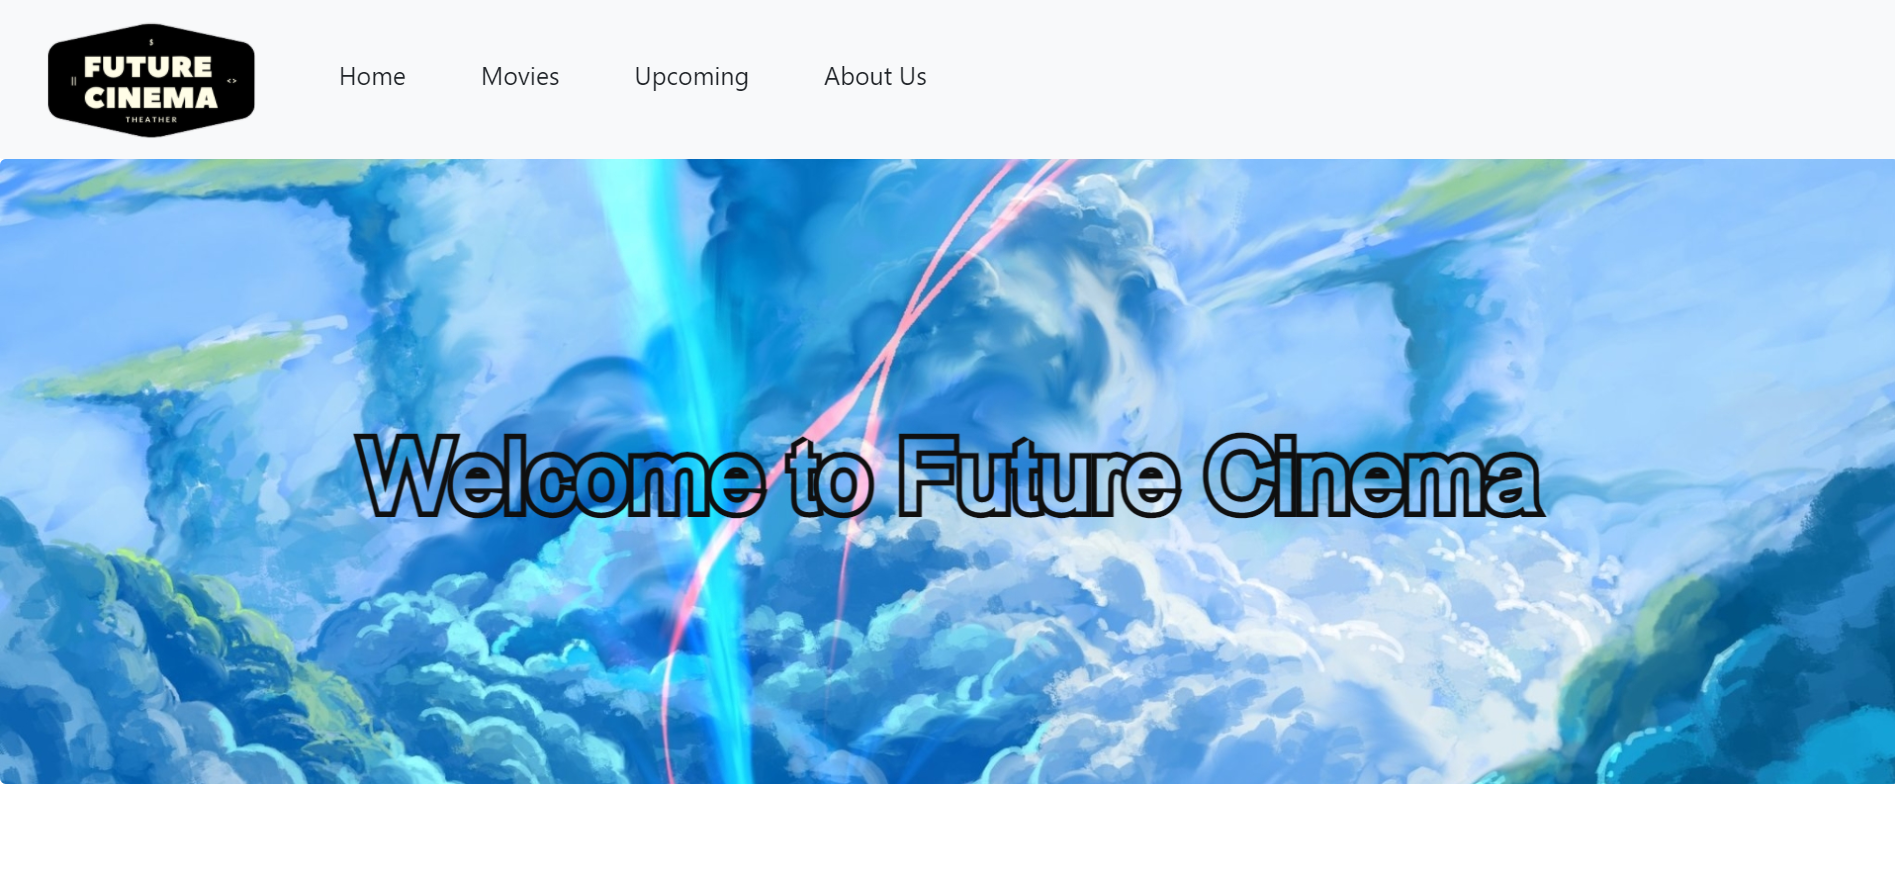 $
FUTURE
|| <>
CINEMA
THEATHER
Home Movies Upcoming About Us
Welcome to Future Cinema